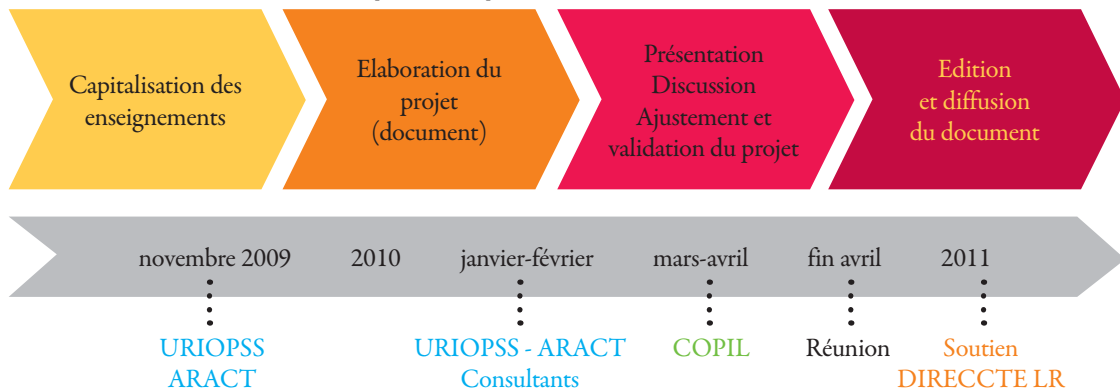 Capitalisation des
enseignements
Elaboration du
projet
(document)
Présentation
Discussion
Ajustement et
validation du projet
Edition
et diffusion
du document
novembre 2009
2010
janvier-février
mars-avril
fin avril
2011
URIOPSS
ARACT
URIOPSS - ARACT
Consultants
COPIL
Réunion
Soutien
DIRECCTE LR